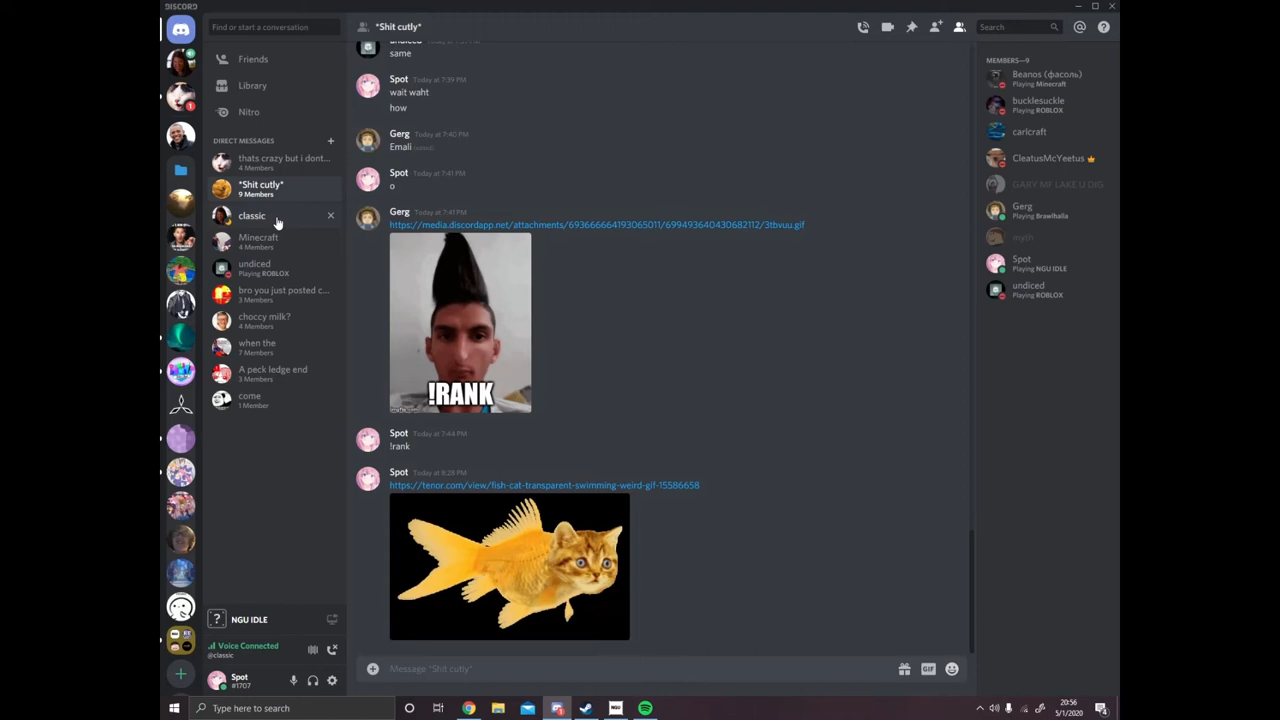 DISCORD
Find or start a conversation
Friends
Library
Nitro
DIRECT MESSAGES
thats crazy but i dont...
4 Members
*Shit cutly*
9 Members
classic
Minecraft
4 Members
undiced
Playing ROBLOX
bro you just posted c...
3 Members
choccy milk?
4 Members
when the
7 Members
A peck ledge end
3 Members
come
1 Member
NGU IDLE
Voice Connected
@classic
Spot
#1707
*Shit cutly*
Search
same
Spot Today at 7:39 PM
wait waht
how
Gerg Today at 7:40 PM
Emali (edited)
Spot Today at 7:41 PM
o
Gerg Today at 7:41 PM
https://media.discordapp.net/attachments/693666664193065011/699493640430682112/3tbvuu.gif
!RANK
Spot Today at 7:44 PM
!rank
Spot Today at 8:28 PM
https://tenor.com/view/fish-cat-transparent-swimming-weird-gif-15586658
Message *Shit cutly*
GIF
MEMBERS—9
Beanos (фасоль)
Playing Minecraft
bucklesuckle
Playing ROBLOX
carlcraft
CleatusMcYeetus
GARY MF LAKE U DIG
Gerg
Playing Brawlhalla
myth
Spot
Playing NGU IDLE
undiced
Playing ROBLOX
Type here to search
NGU
20:56
5/1/2020
4